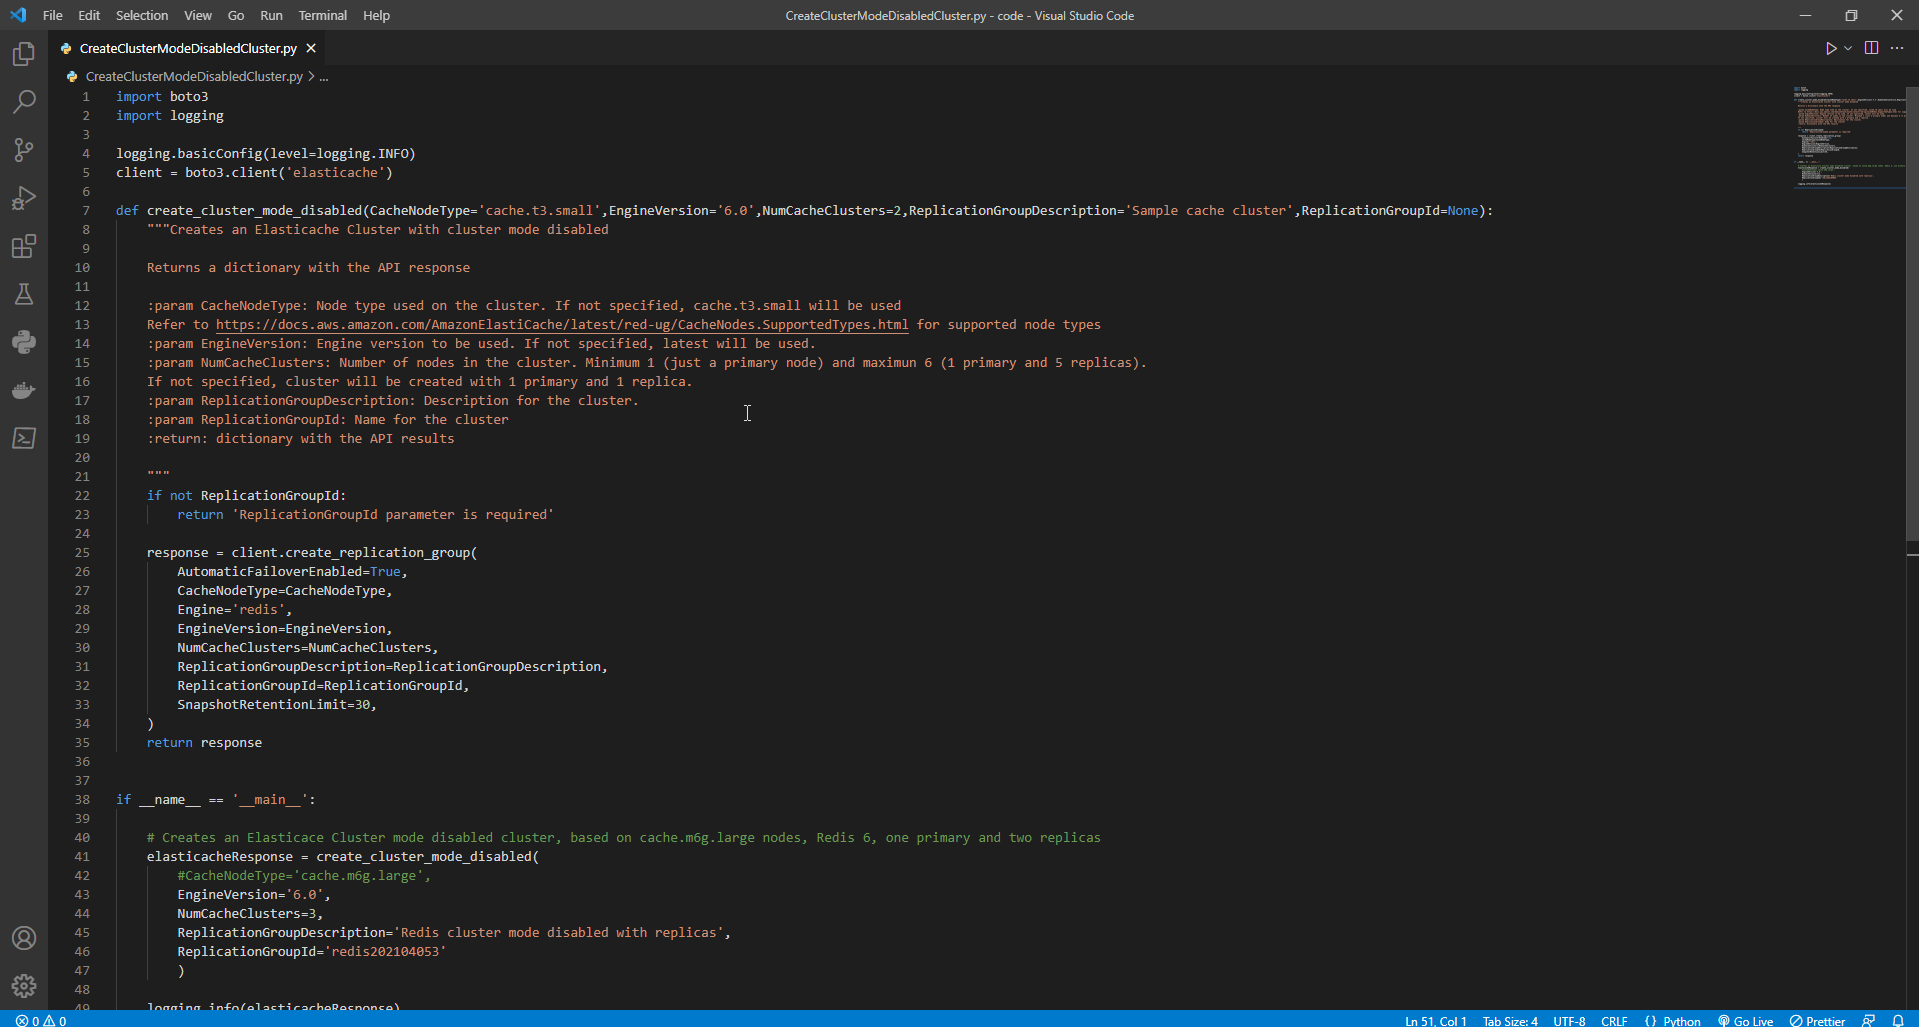 File Edit Selection View Go Run Terminal Help CreateClusterModeDisabledCluster.py - code - Visual Studio Code
CreateClusterModeDisabledCluster.py
CreateClusterModeDisabledCluster.py > ...
1 import boto3
2 import logging
3
4 logging.basicConfig(level=logging.INFO)
5 client = boto3.client('elasticache')
6
7 def create_cluster_mode_disabled(CacheNodeType='cache.t3.small',EngineVersion='6.0',NumCacheClusters=2,ReplicationGroupDescription='Sample cache cluster',ReplicationGroupId=None):
8 """Creates an Elasticache Cluster with cluster mode disabled
9
10 Returns a dictionary with the API response
11
12 :param CacheNodeType: Node type used on the cluster. If not specified, cache.t3.small will be used
13 Refer to https://docs.aws.amazon.com/AmazonElastiCache/latest/red-ug/CacheNodes.SupportedTypes.html for supported node types
14 :param EngineVersion: Engine version to be used. If not specified, latest will be used.
15 :param NumCacheClusters: Number of nodes in the cluster. Minimum 1 (just a primary node) and maximun 6 (1 primary and 5 replicas).
16 If not specified, cluster will be created with 1 primary and 1 replica.
17 :param ReplicationGroupDescription: Description for the cluster.
18 :param ReplicationGroupId: Name for the cluster
19 :return: dictionary with the API results
20
21 """
22 if not ReplicationGroupId:
23 return 'ReplicationGroupId parameter is required'
24
25 response = client.create_replication_group(
26 AutomaticFailoverEnabled=True,
27 CacheNodeType=CacheNodeType,
28 Engine='redis',
29 EngineVersion=EngineVersion,
30 NumCacheClusters=NumCacheClusters,
31 ReplicationGroupDescription=ReplicationGroupDescription,
32 ReplicationGroupId=ReplicationGroupId,
33 SnapshotRetentionLimit=30,
34 )
35 return response
36
37
38 if __name__ == '__main__':
39
40 # Creates an Elasticace Cluster mode disabled cluster, based on cache.m6g.large nodes, Redis 6, one primary and two replicas
41 elasticacheResponse = create_cluster_mode_disabled(
42 #CacheNodeType='cache.m6g.large',
43 EngineVersion='6.0',
44 NumCacheClusters=3,
45 ReplicationGroupDescription='Redis cluster mode disabled with replicas',
46 ReplicationGroupId='redis202104053'
47 )
48
49 logging.info(elasticacheResponse)
0 0 Ln 51, Col 1 Tab Size: 4 UTF-8 CRLF {} Python Go Live Prettier